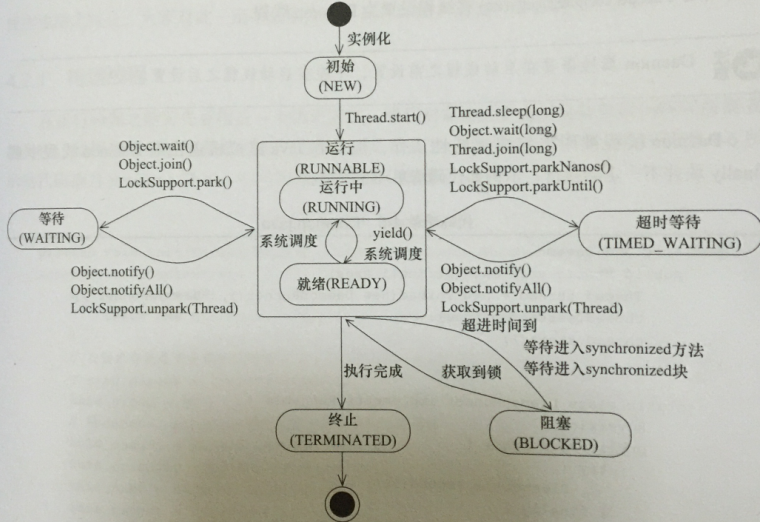 实例化
初始
(NEW)
Thread.start()
Object.wait()
Object.join()
LockSupport.park()
Thread.sleep(long)
Object.wait(long)
Thread.join(long)
LockSupport.parkNanos()
LockSupport.parkUntil()
运行
(RUNNABLE)
运行中
(RUNNING)
等待
(WAITING)
超时等待
(TIMED_WAITING)
系统调度
yield()
系统调度
就绪(READY)
Object.notify()
Object.notifyAll()
LockSupport.unpark(Thread)
Object.notify()
Object.notifyAll()
LockSupport.unpark(Thread)
超进时间到
等待进入synchronized方法
等待进入synchronized块
执行完成
获取到锁
终止
(TERMINATED)
阻塞
(BLOCKED)